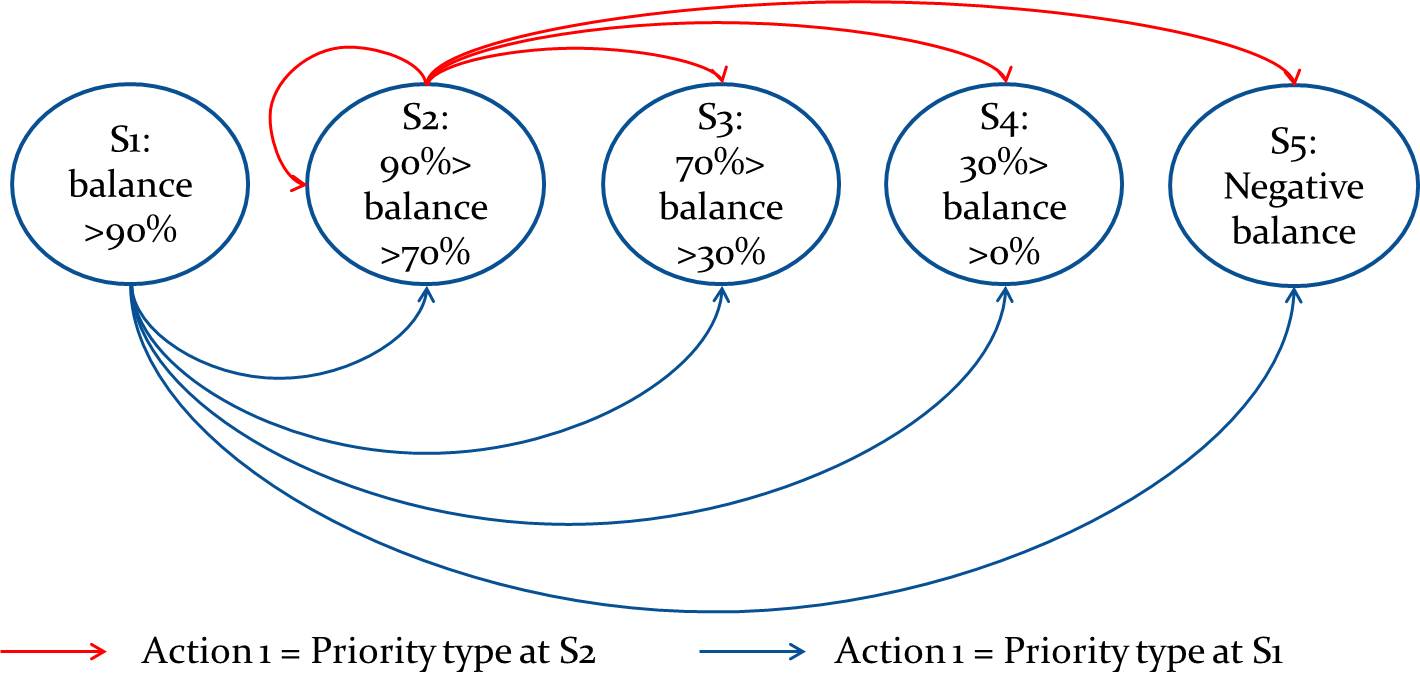 S1:
balance
>90%
S2:
90%>
balance
>70%
S3:
70%>
balance
>30%
S4:
30%>
balance
>0%
S5:
Negative
balance
Action 1 = Priority type at S2
Action 1 = Priority type at S1